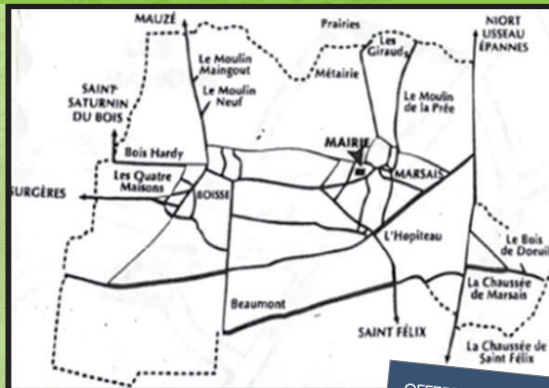 MAUZÉ
Prairies
NIORT
USSEAU
ÉPANNES
Les
Giraud
Le Moulin
Maingout
Métairie
Le Moulin
Neuf
Le Moulin
de la Prée
SAINT-
SATURNIN
DU BOIS
MAIRIE
Bois Hardy
MARSAIS
Les Quatre
Maisons
BOISSE
SURGÈRES
L'Hopiteau
Le Bois
de Doeuil
Beaumont
La Chaussée
de Marsais
SAINT FÉLIX
La Chaussée de
Saint Félix